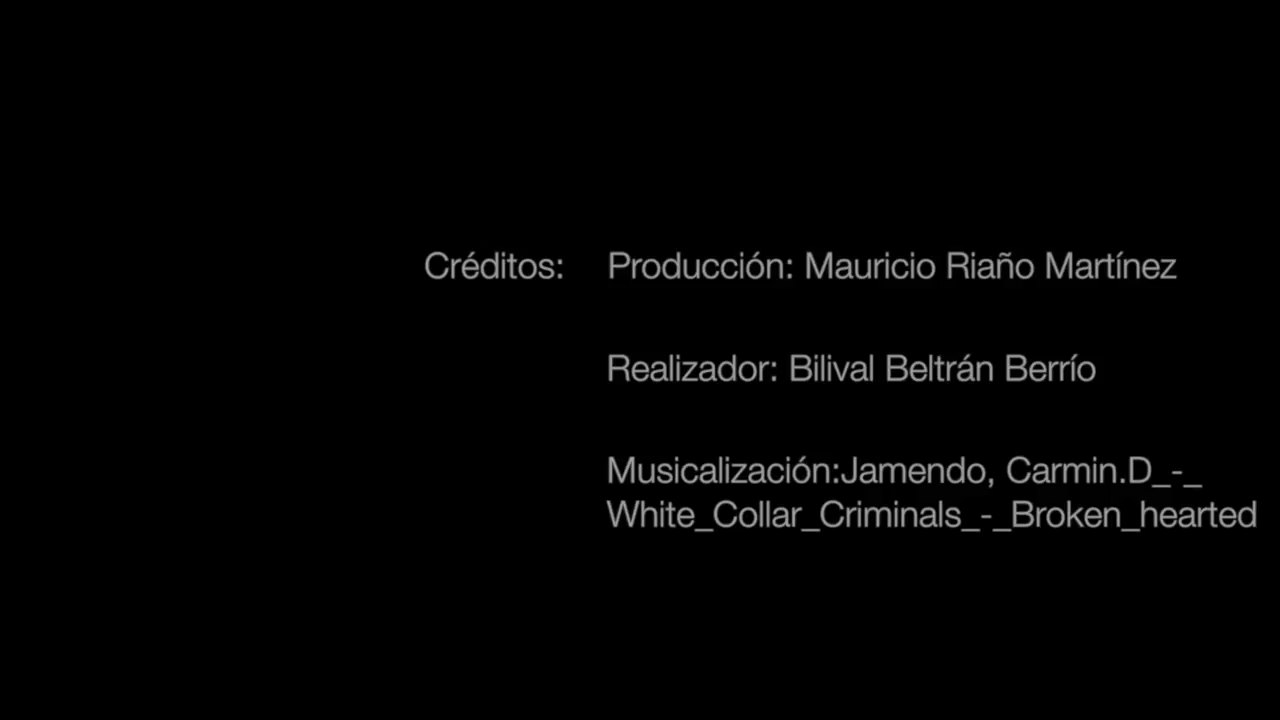 Créditos: Producción: Mauricio Riaño Martínez
Realizador: Bilival Beltrán Berrío
Musicalización:Jamendo, Carmin.D_-_
White_Collar_Criminals_-_Broken_hearted